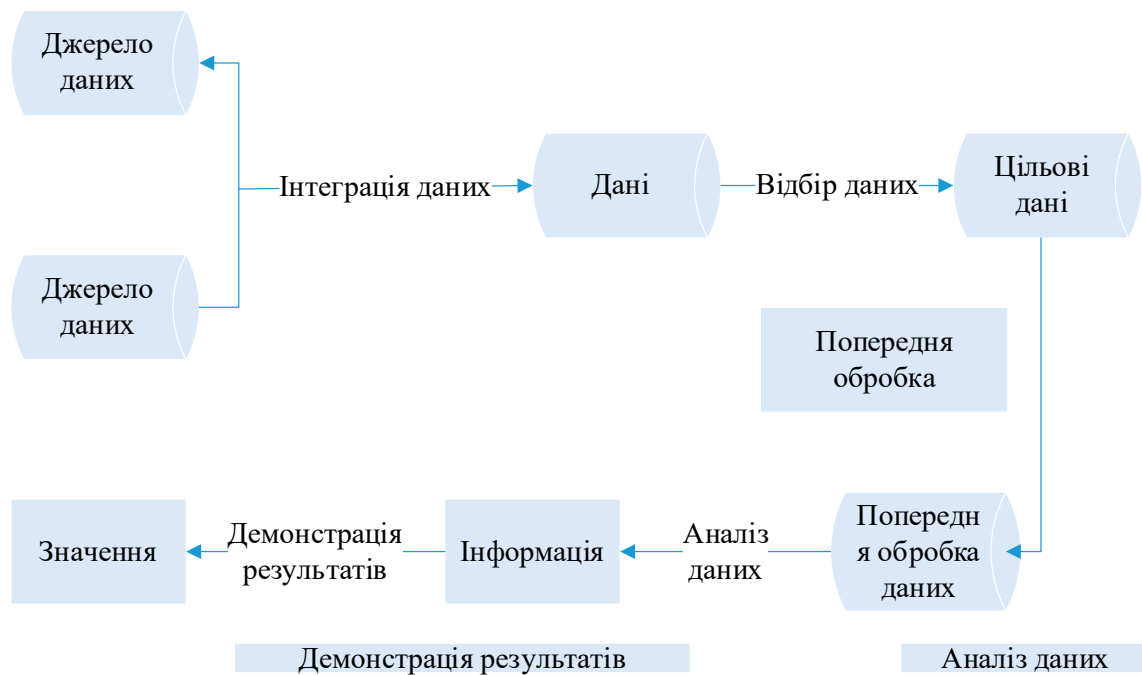 Джерело
даних
Інтеграція даних
Дані
Відбір даних
Цільові
дані
Джерело
даних
Попередня
обробка
Значення
Демонстрація
результатів
Інформація
Аналіз
даних
Попередн
я обробка
даних
Демонстрація результатів
Аналіз даних